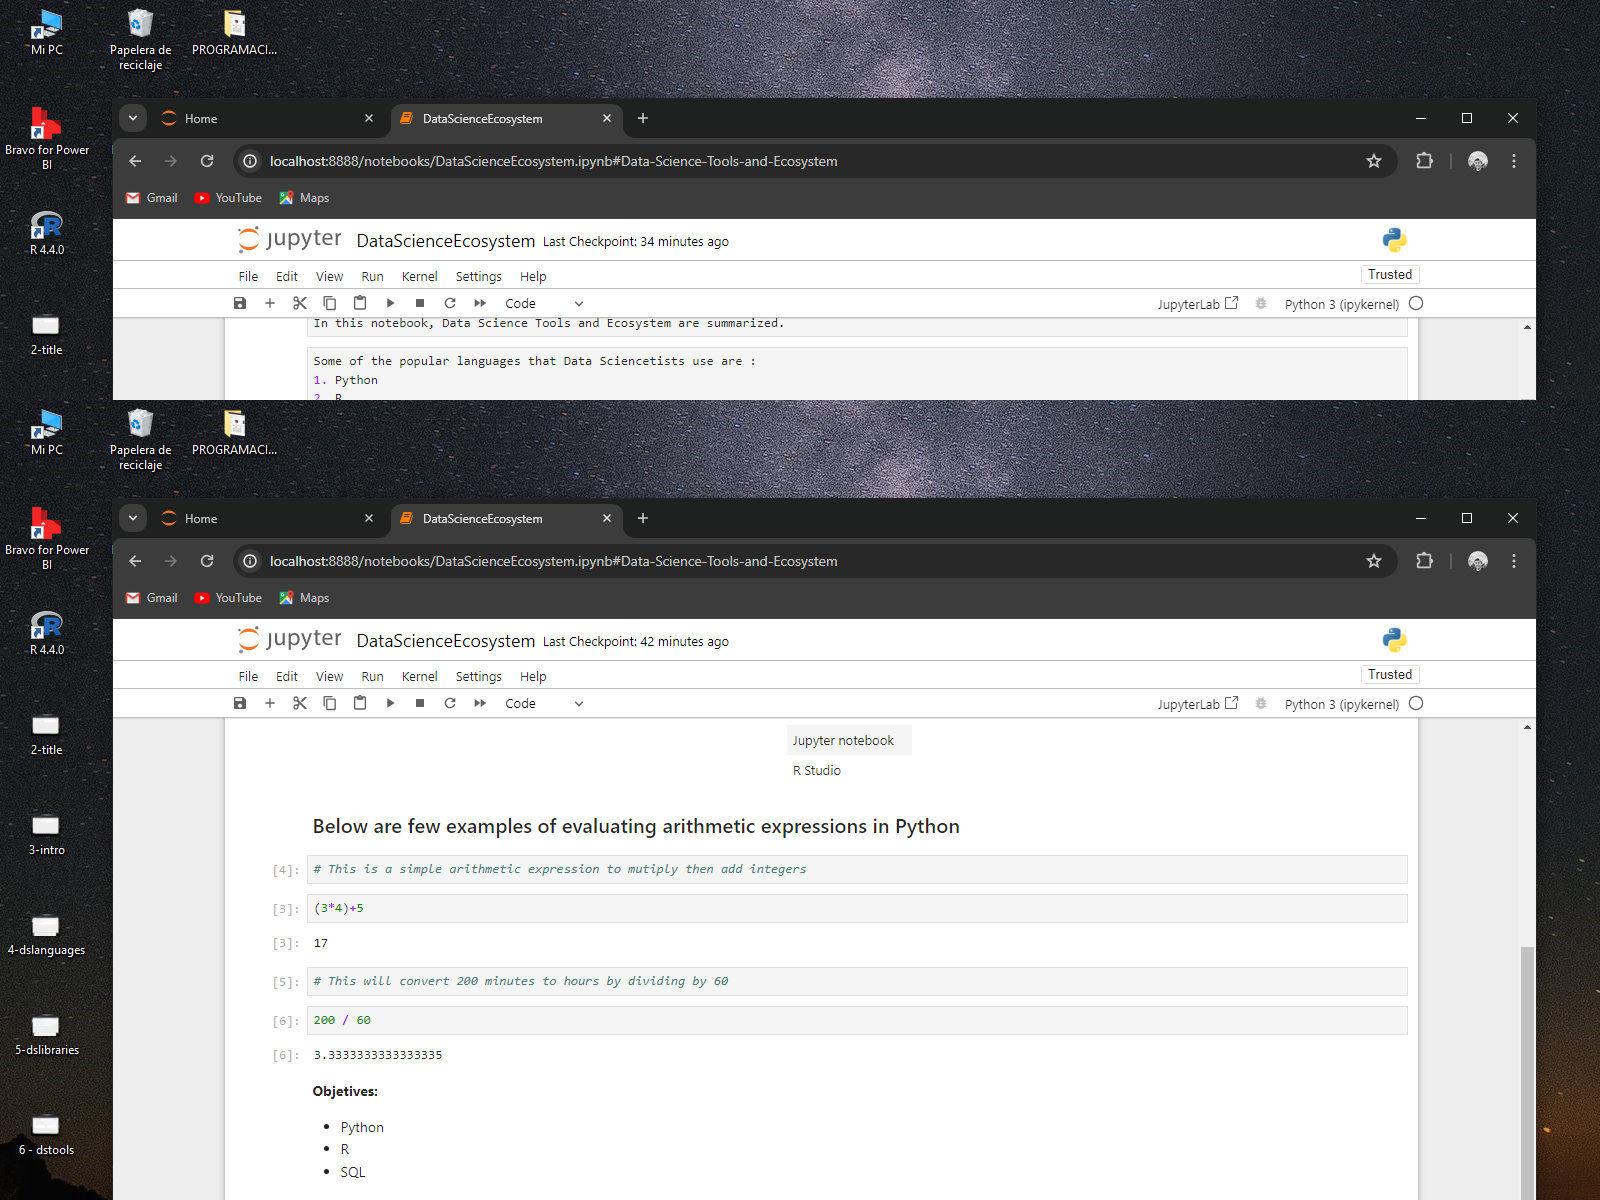 Mi PC
Papelera de
reciclaje
PROGRAMACI...
Bravo for Power
BI
R 4.4.0
2-title
Home
DataScienceEcosystem
localhost:8888/notebooks/DataScienceEcosystem.ipynb#Data-Science-Tools-and-Ecosystem
Gmail YouTube Maps
jupyter DataScienceEcosystem Last Checkpoint: 34 minutes ago
File Edit View Run Kernel Settings Help Trusted
Code JupyterLab Python 3 (ipykernel)
In this notebook, Data Science Tools and Ecosystem are summarized.
Some of the popular languages that Data Sciencetists use are :
1. Python
2. R
Mi PC
Papelera de
reciclaje
PROGRAMACI...
Bravo for Power
BI
R 4.4.0
2-title
3-intro
4-dslanguages
5-dslibraries
6 - dstools
Home
DataScienceEcosystem
localhost:8888/notebooks/DataScienceEcosystem.ipynb#Data-Science-Tools-and-Ecosystem
Gmail YouTube Maps
jupyter DataScienceEcosystem Last Checkpoint: 42 minutes ago
File Edit View Run Kernel Settings Help Trusted
Code JupyterLab Python 3 (ipykernel)
Jupyter notebook
R Studio
Below are few examples of evaluating arithmetic expressions in Python
[4]: # This is a simple arithmetic expression to mutiply then add integers
[3]: (3*4)+5
[3]: 17
[5]: # This will convert 200 minutes to hours by dividing by 60
[6]: 200 / 60
[6]: 3.3333333333333335
Objetives:
• Python
• R
• SQL